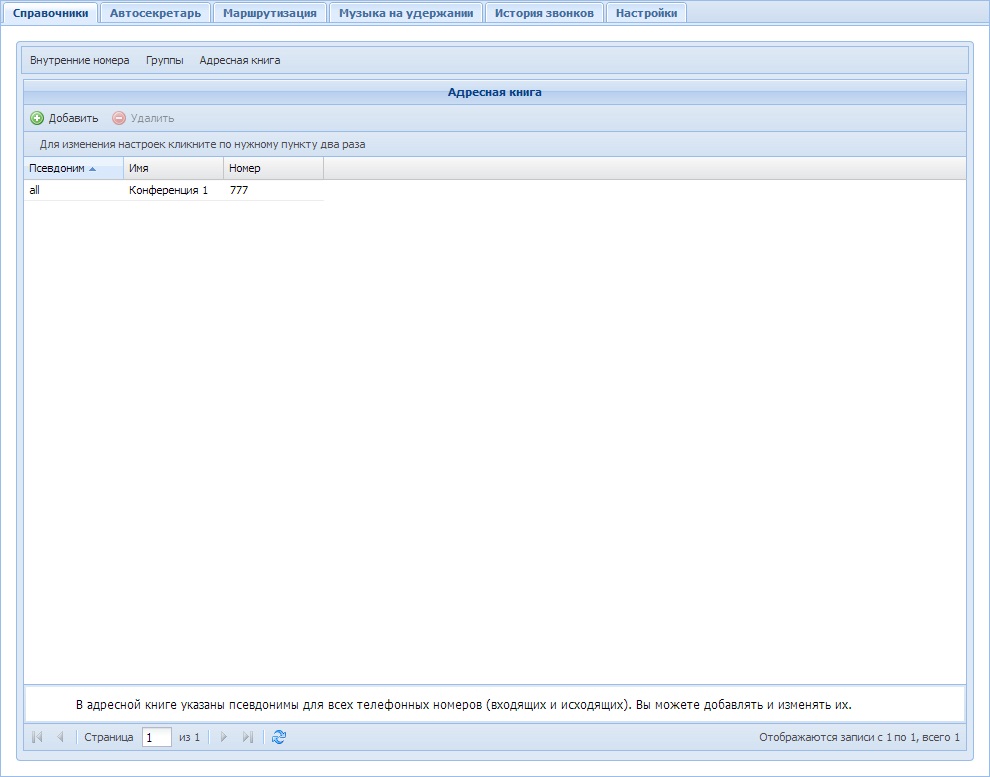 Справочники Автосекретарь Маршрутизация Музыка на удержании История звонков Настройки
Внутренние номера Группы Адресная книга
Адресная книга
Добавить Удалить
Для изменения настроек кликните по нужному пункту два раза
Псевдоним Имя Номер
all Конференция 1 777
В адресной книге указаны псевдонимы для всех телефонных номеров (входящих и исходящих). Вы можете добавлять и изменять их.
Страница 1 из 1 Отображаются записи с 1 по 1, всего 1